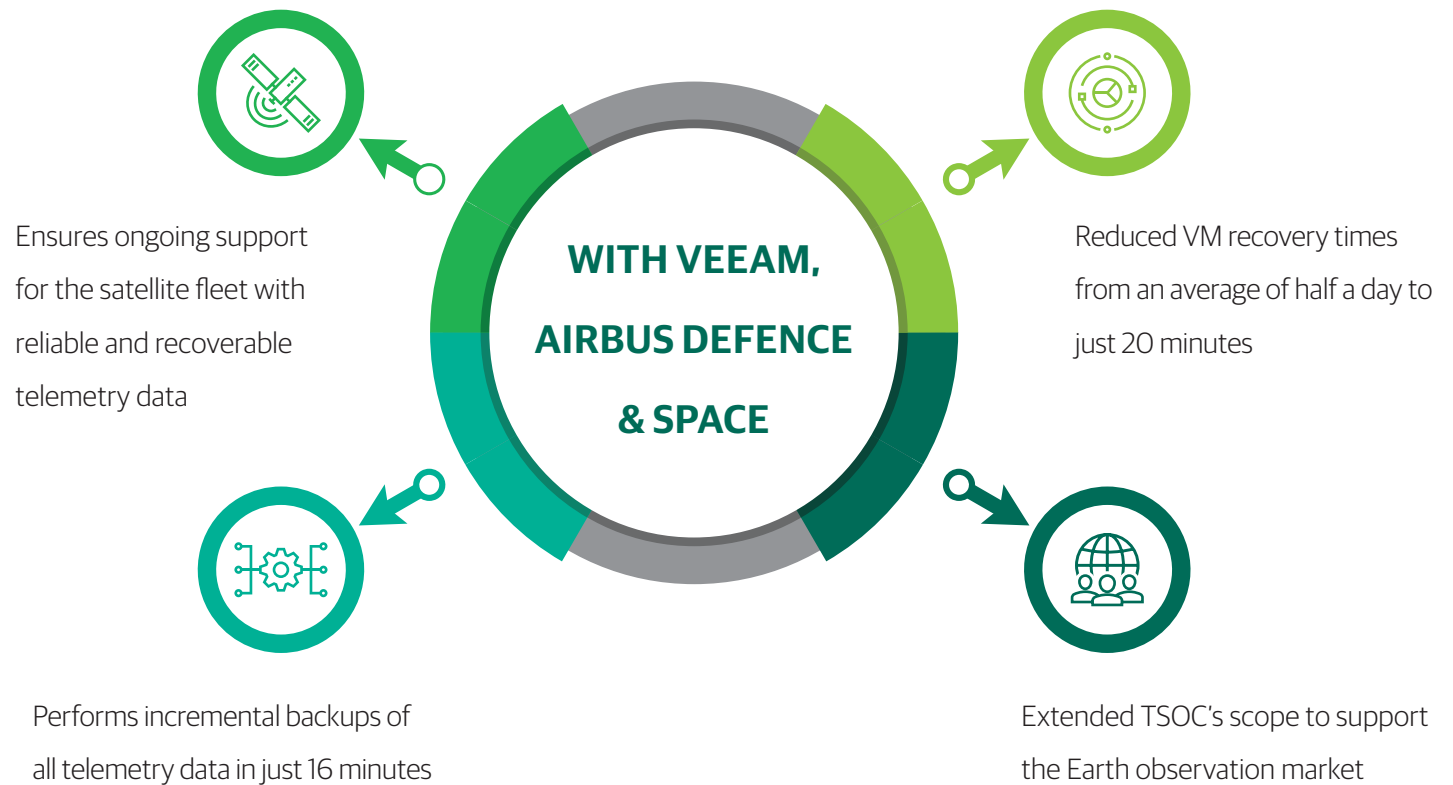 WITH VEEAM,
AIRBUS DEFENCE
& SPACE
Ensures ongoing support
for the satellite fleet with
reliable and recoverable
telemetry data
Reduced VM recovery times
from an average of half a day to
just 20 minutes
Performs incremental backups of
all telemetry data in just 16 minutes
Extended TSOC’s scope to support
the Earth observation market